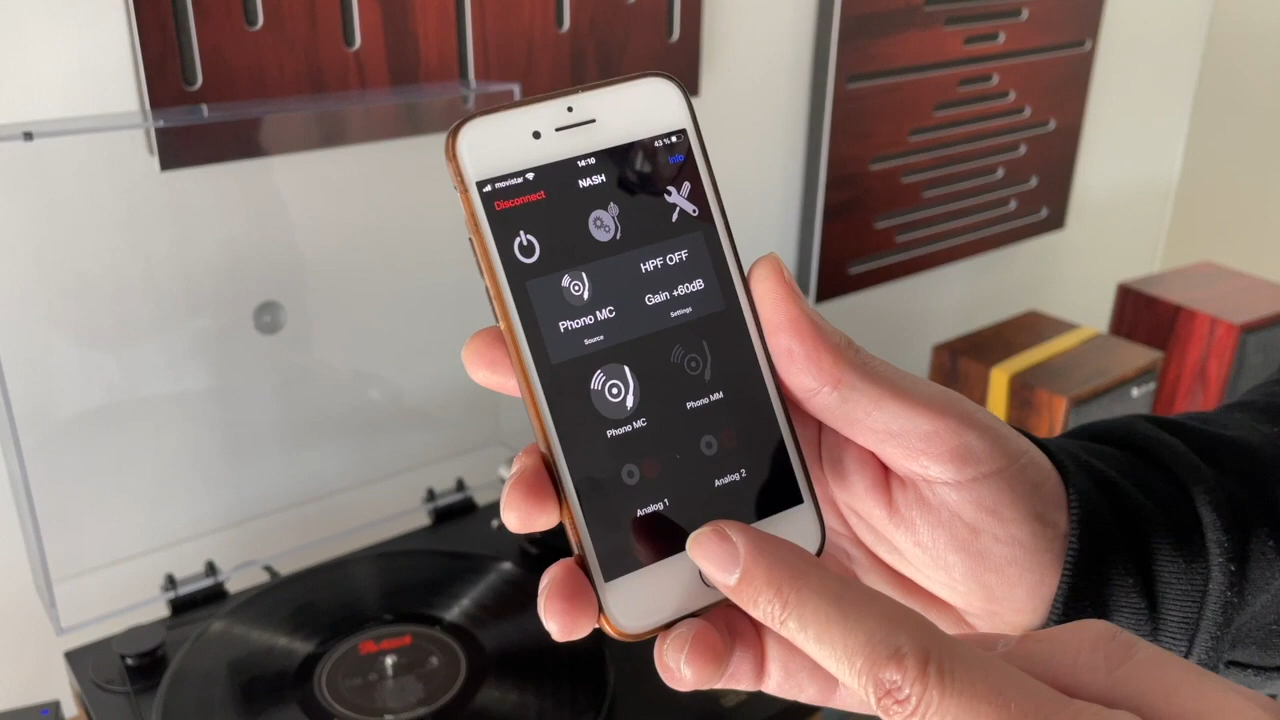 movistar
14:10
43 %
Disconnect
NASH
Info
Phono MC
Source
HPF OFF
Gain +60dB
Settings
Phono MC
Phono MM
Analog 1
Analog 2